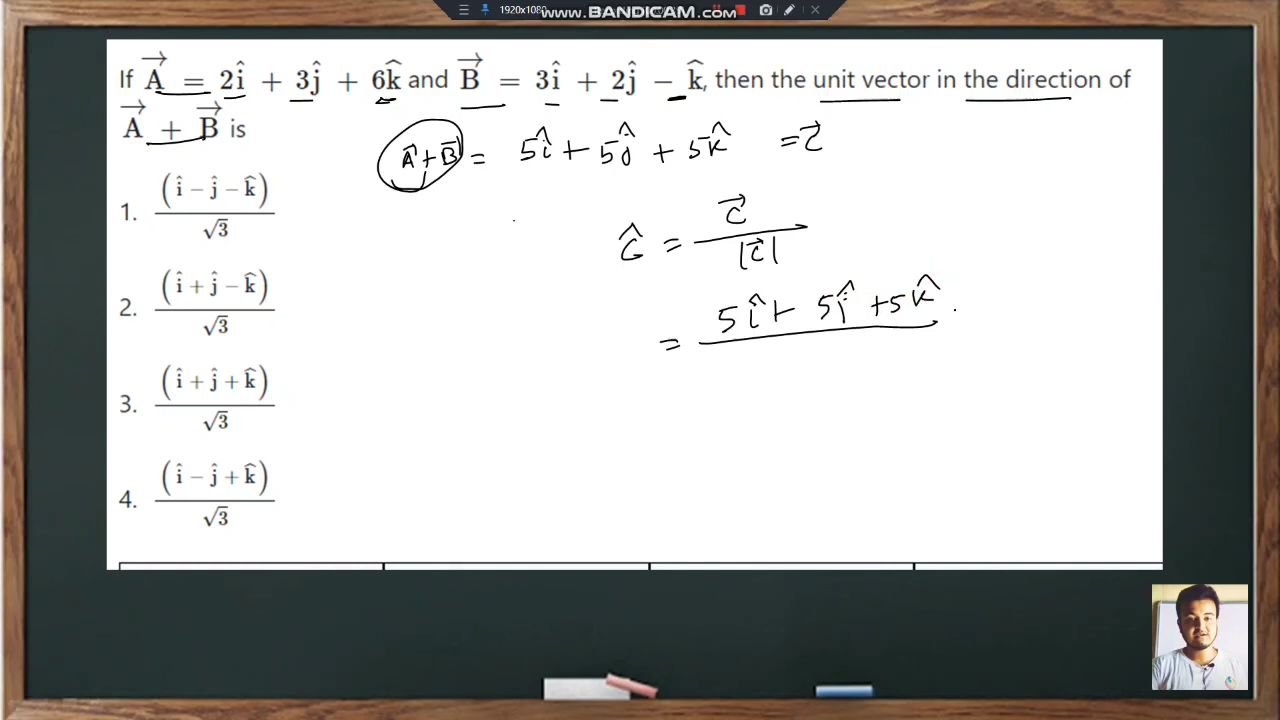 1920x1080
www.BANDICAM.com
If A⃗ = 2î + 3ĵ + 6k̂ and B⃗ = 3î + 2ĵ − k̂, then the unit vector in the direction of
A⃗ + B⃗ is
A⃗ + B⃗ = 5î + 5ĵ + 5k̂ = C⃗
1. (î − ĵ − k̂) / √3
Ĉ = C⃗ / |C⃗|
2. (î + ĵ − k̂) / √3
= 5î + 5ĵ + 5k̂
3. (î + ĵ + k̂) / √3
4. (î − ĵ + k̂) / √3